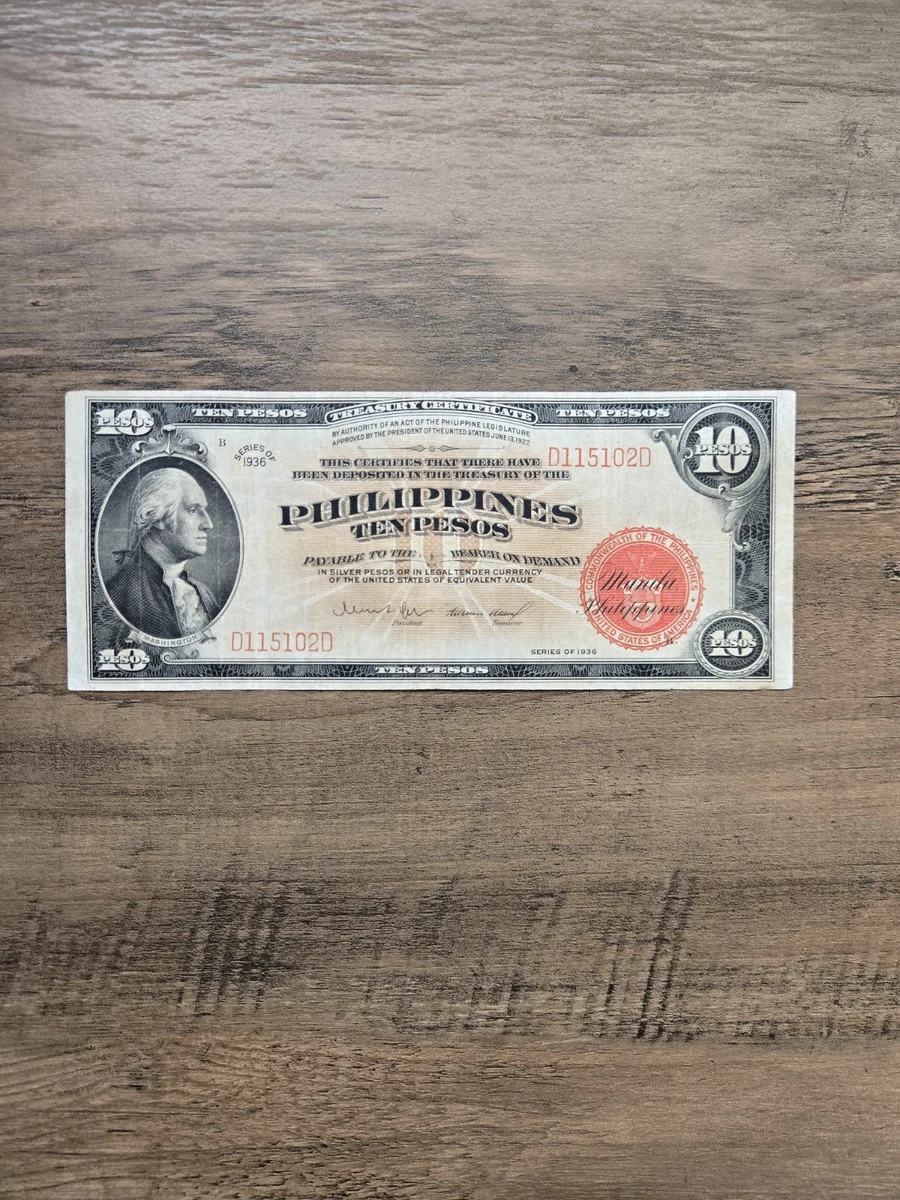 10 PESOS
TEN PESOS
TREASURY CERTIFICATE
TEN PESOS
10 PESOS
BY AUTHORITY OF AN ACT OF THE PHILIPPINE LEGISLATURE
APPROVED BY THE PRESIDENT OF THE UNITED STATES JUNE 13, 1922
B
SERIES OF
1936
THIS CERTIFIES THAT THERE HAVE
D115102D
BEEN DEPOSITED IN THE TREASURY OF THE
PHILIPPINES
TEN PESOS
PAYABLE TO THE BEARER ON DEMAND
IN SILVER PESOS OR IN LEGAL TENDER CURRENCY
OF THE UNITED STATES OF EQUIVALENT VALUE
COMMONWEALTH OF THE PHILIPPINES
Manila
Philippines
UNITED STATES OF AMERICA
President
Treasurer
WASHINGTON
D115102D
SERIES OF 1936
10 PESOS
TEN PESOS
10 PESOS